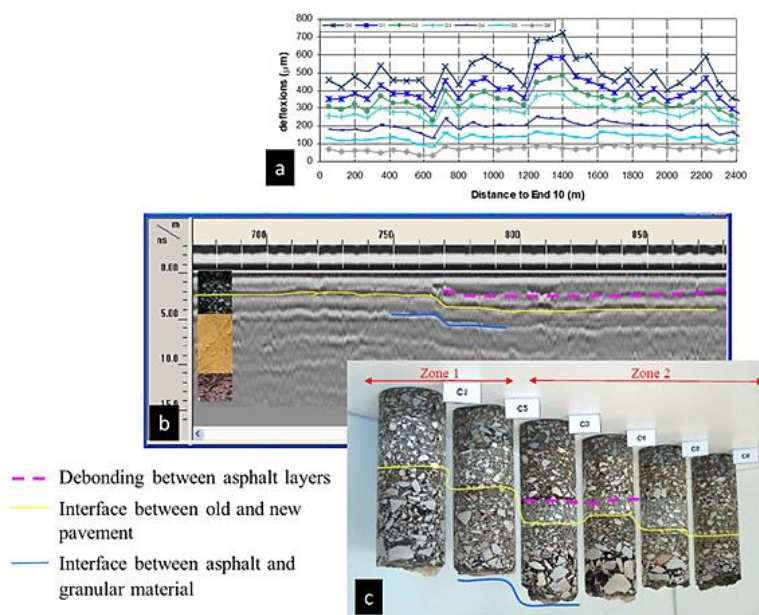 800
700
600
500
400
300
200
100
0
deflexions (µm)
0 200 400 600 800 1000 1200 1400 1600 1800 2000 2200 2400
Distance to End 10 (m)
a
m
ns
700 750 800 850
0.00
5.00
10.0
15.0
b
Zone 1 Zone 2
C5
C3
c
Debonding between asphalt layers
Interface between old and new
pavement
Interface between asphalt and
granular material